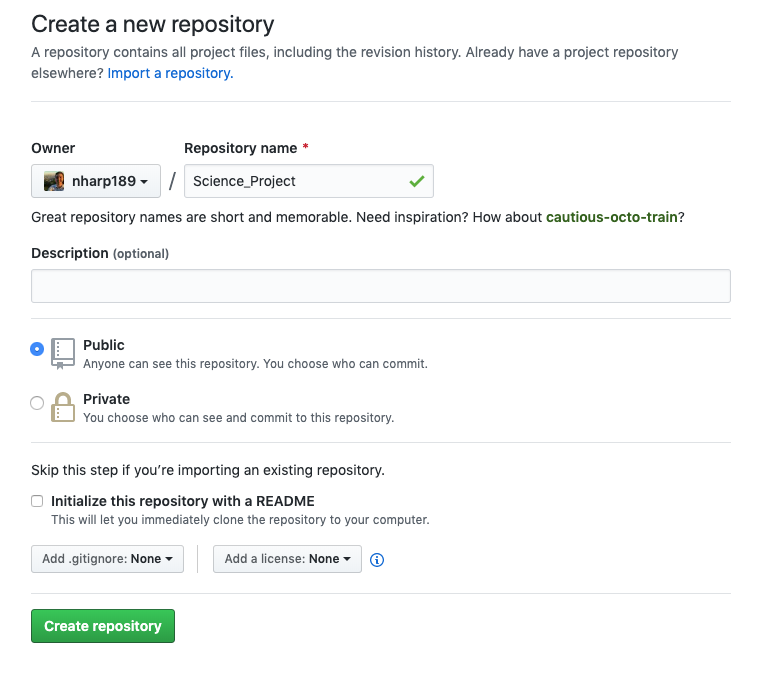 Create a new repository
A repository contains all project files, including the revision history. Already have a project repository
elsewhere? Import a repository.
Owner
Repository name *
nharp189
/
Science_Project
Great repository names are short and memorable. Need inspiration? How about cautious-octo-train?
Description (optional)
Public
Anyone can see this repository. You choose who can commit.
Private
You choose who can see and commit to this repository.
Skip this step if you’re importing an existing repository.
Initialize this repository with a README
This will let you immediately clone the repository to your computer.
Add .gitignore: None
Add a license: None
Create repository